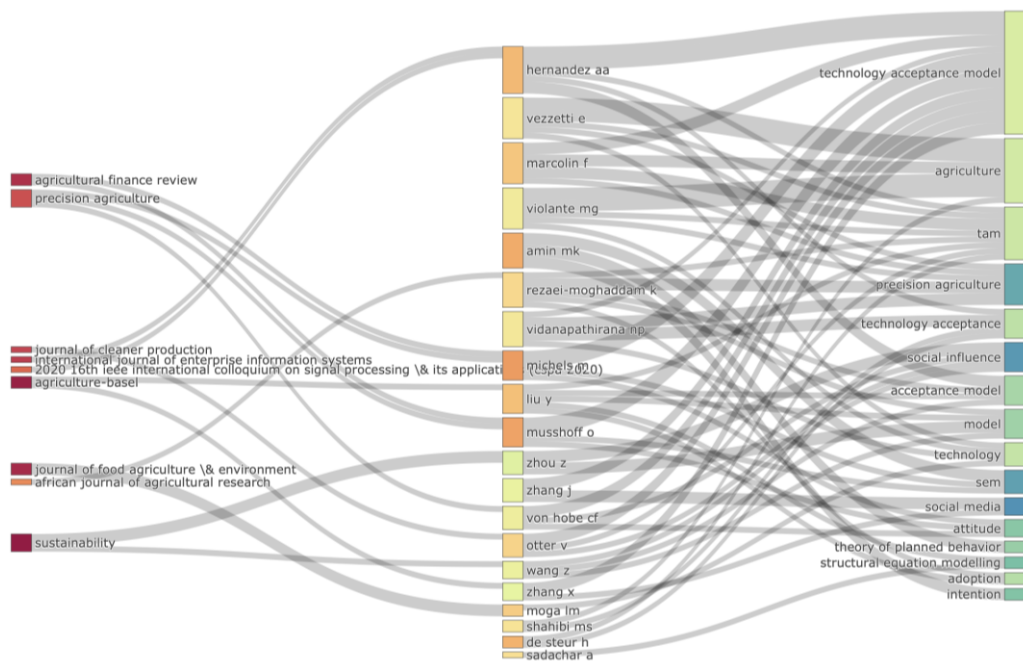 agricultural finance review
precision agriculture
journal of cleaner production
international journal of enterprise information systems
2020 16th ieee international colloquium on signal processing \& its applications (cspa 2020)
agriculture-basel
journal of food agriculture \& environment
african journal of agricultural research
sustainability
hernandez aa
vezzetti e
marcolin f
violante mg
amin mk
rezaei-moghaddam k
vidanapathirana np
michels m
liu y
musshoff o
zhou z
zhang j
von hobe cf
otter v
wang z
zhang x
moga lm
shahibi ms
de steur h
sadachar a
technology acceptance model
agriculture
tam
precision agriculture
technology acceptance
social influence
acceptance model
model
technology
sem
social media
attitude
theory of planned behavior
structural equation modelling
adoption
intention